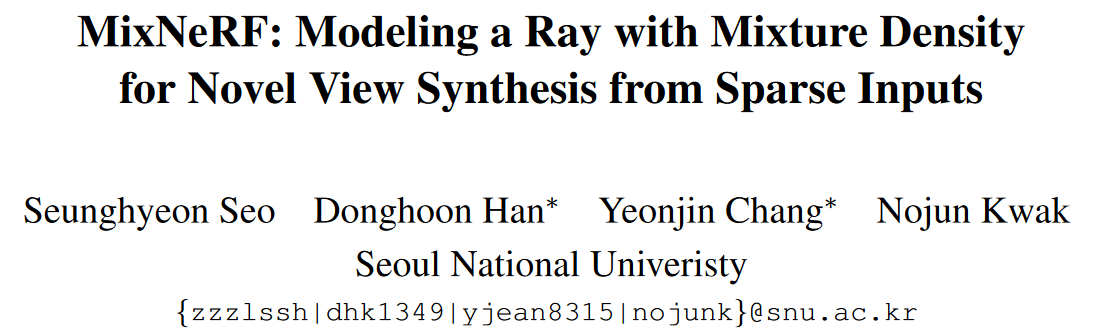 MixNeRF: Modeling a Ray with Mixture Density
for Novel View Synthesis from Sparse Inputs
Seunghyeon Seo Donghoon Han* Yeonjin Chang* Nojun Kwak
Seoul National Univeristy
{zzzlssh|dhk1349|yjean8315|nojunk}@snu.ac.kr